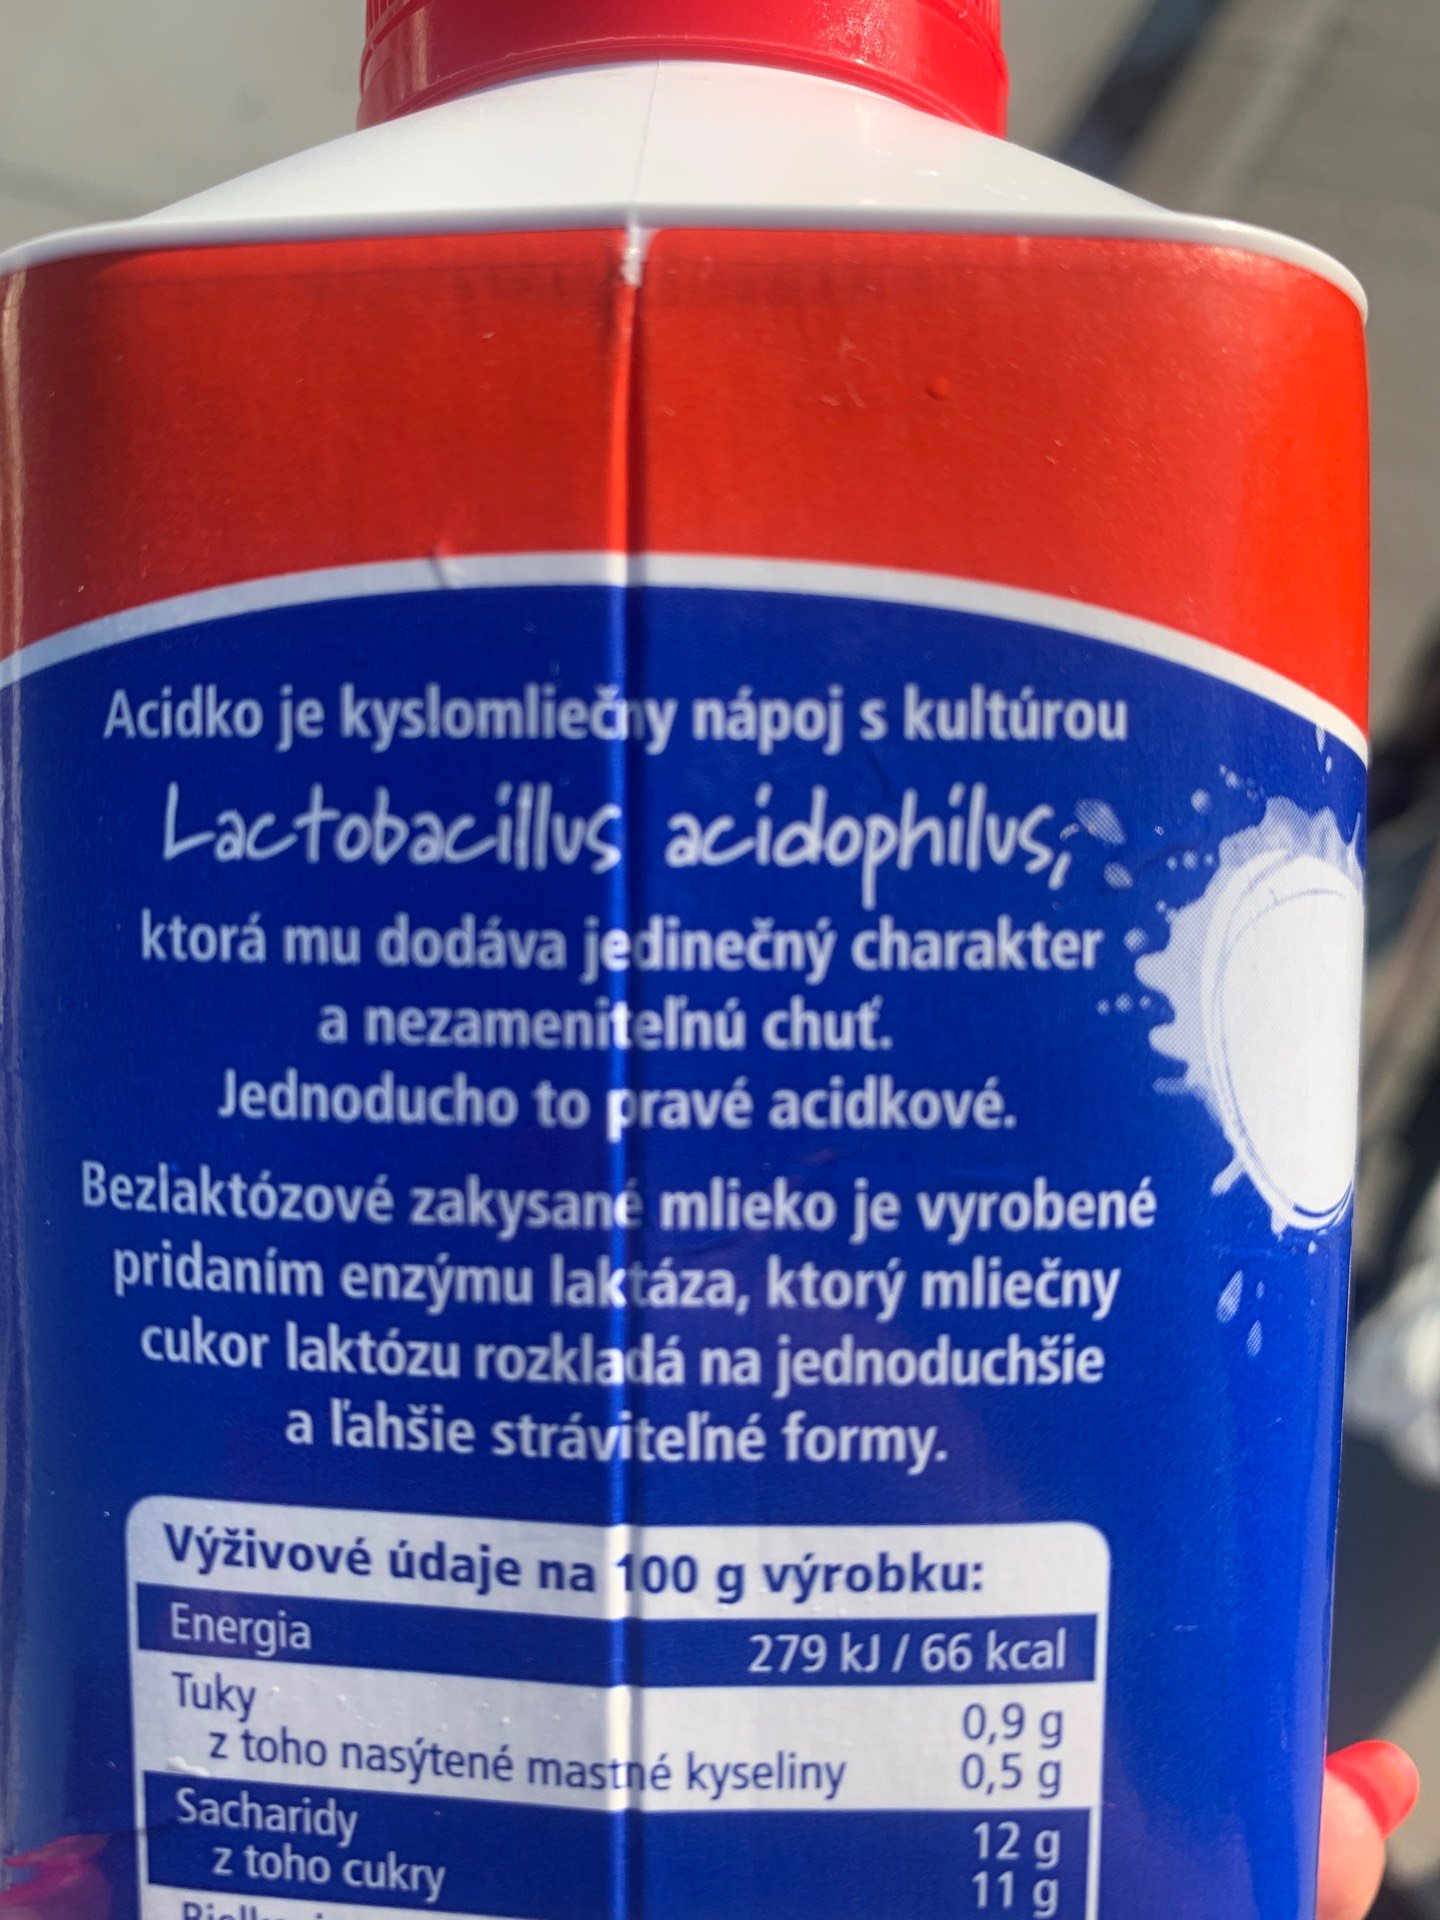 Acidko je kyslomliečny nápoj s kultúrou
Lactobacillus acidophilus,
ktorá mu dodáva jedinečný charakter
a nezameniteľnú chuť.
Jednoducho to pravé acidkové.
Bezlaktózové zakysané mlieko je vyrobené
pridaním enzýmu laktáza, ktorý mliečny
cukor laktózu rozkladá na jednoduchšie
a ľahšie stráviteľné formy.
Výživové údaje na 100 g výrobku:
Energia 279 kJ / 66 kcal
Tuky 0,9 g
z toho nasýtené mastné kyseliny 0,5 g
Sacharidy 12 g
z toho cukry 11 g